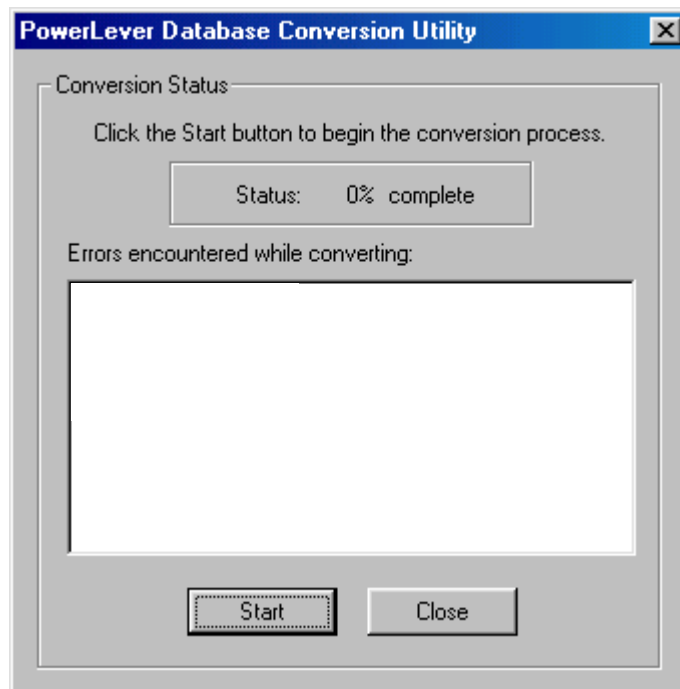 PowerLever Database Conversion Utility
Conversion Status
Click the Start button to begin the conversion process.
Status: 0% complete
Errors encountered while converting:
Start Close